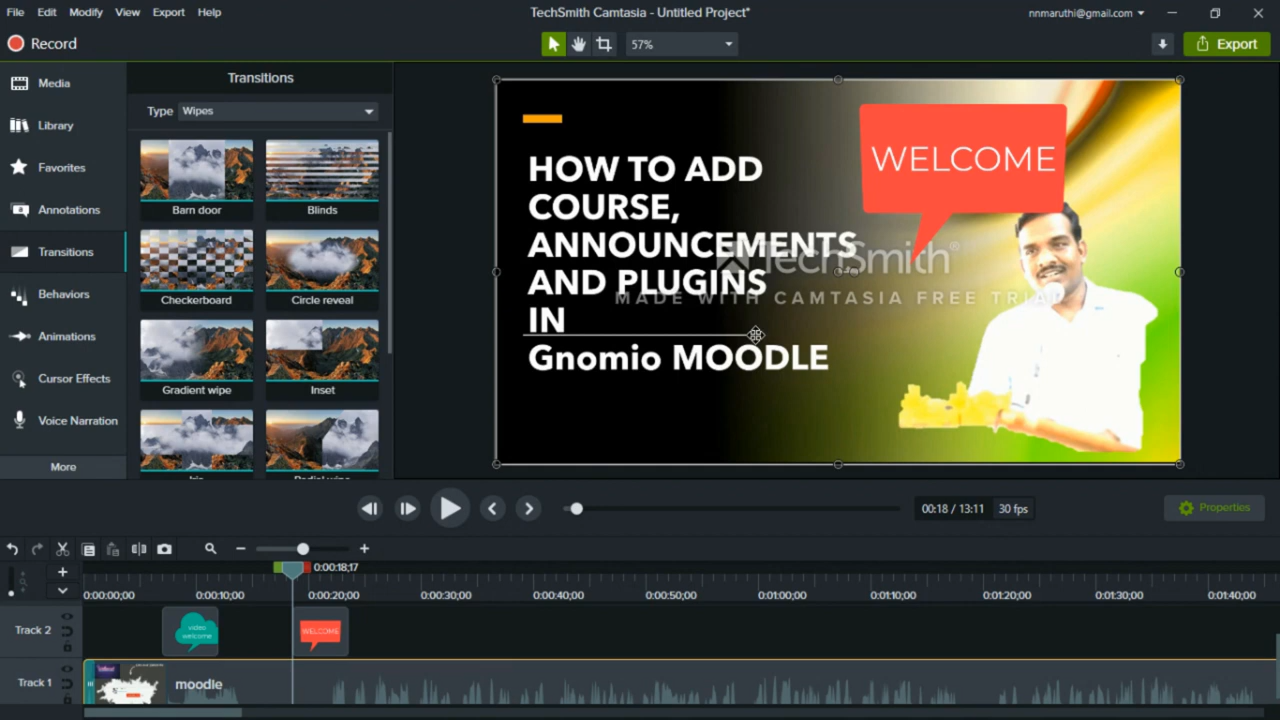 File Edit Modify View Export Help
TechSmith Camtasia - Untitled Project*
nnmaruthi@gmail.com
Record
57%
Export
Media
Library
Favorites
Annotations
Transitions
Behaviors
Animations
Cursor Effects
Voice Narration
More
Transitions
Type Wipes
Barn door
Blinds
Checkerboard
Circle reveal
Gradient wipe
Inset
Iris
Radial wipe
HOW TO ADD
COURSE,
ANNOUNCEMENTS
AND PLUGINS
IN
Gnomio MOODLE
WELCOME
TechSmith®
MADE WITH CAMTASIA FREE TRIAL
00:18 / 13:11 30 fps
Properties
0:00:18;17
0:00:00;00 0:00:10;00 0:00:20;00 0:00:30;00 0:00:40;00 0:00:50;00 0:01:00;00 0:01:10;00 0:01:20;00 0:01:30;00 0:01:40;00
Track 2
video
welcome
WELCOME
Track 1
moodle